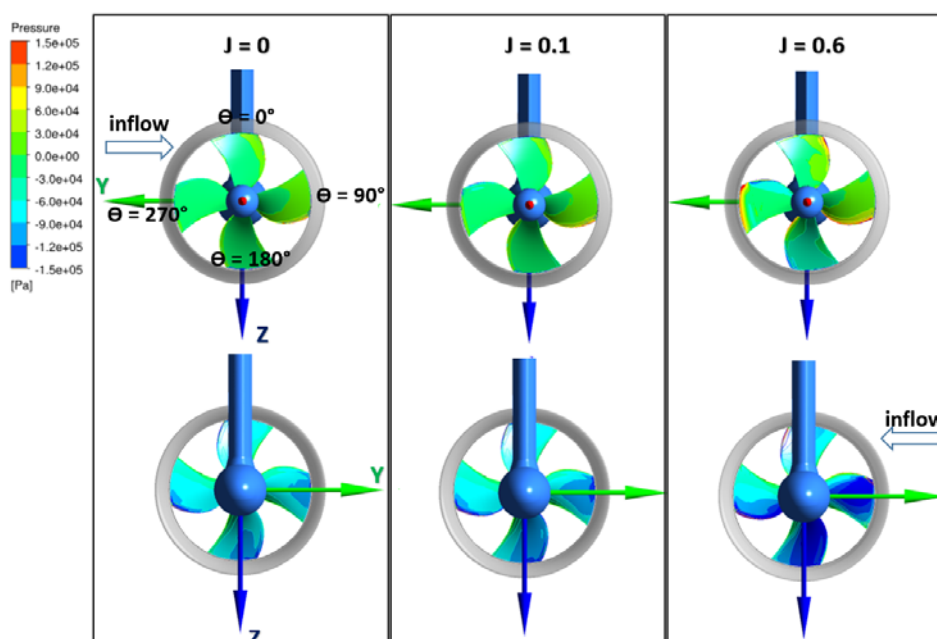 Pressure
1.5e+05
1.2e+05
9.0e+04
6.0e+04
3.0e+04
0.0e+00
-3.0e+04
-6.0e+04
-9.0e+04
-1.2e+05
-1.5e+05
[Pa]
J = 0
J = 0.1
J = 0.6
inflow
Ɵ = 0°
Y
Ɵ = 90°
Ɵ = 270°
Ɵ = 180°
Z
inflow
Y
Z